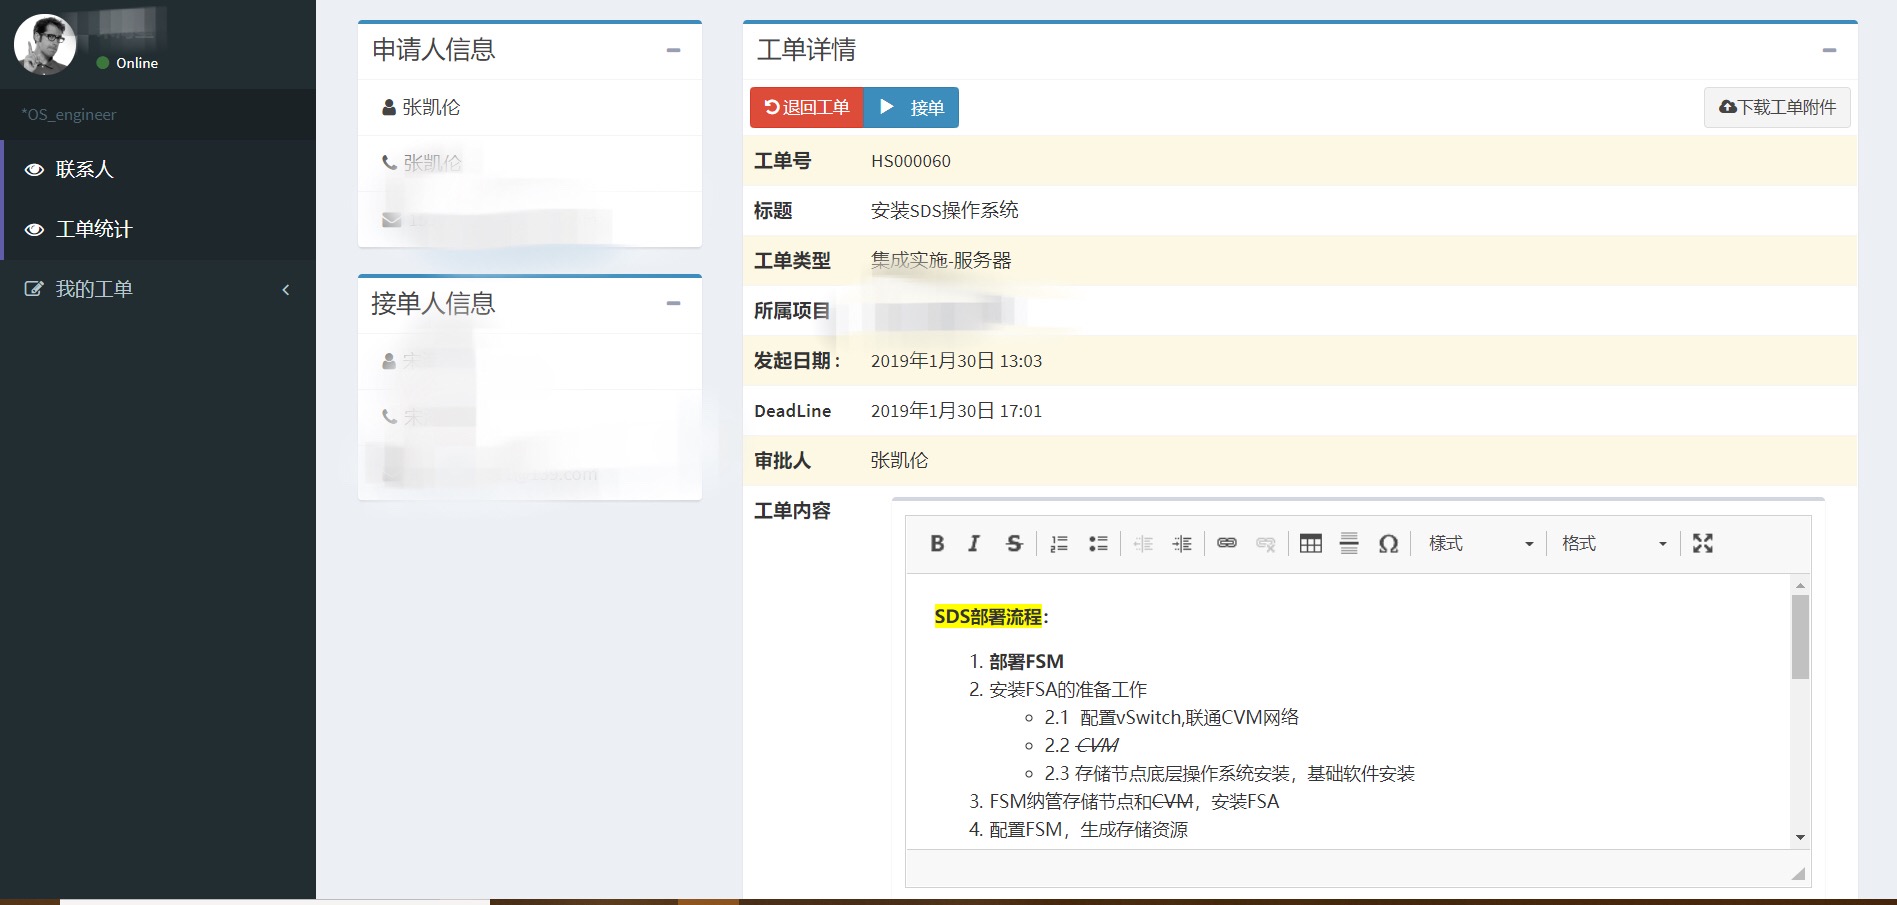 Online
*OS_engineer
联系人
工单统计
我的工单
申请人信息
张凯伦
张凯伦
接单人信息
宋
宋
工单详情
退回工单
接单
下载工单附件
工单号 HS000060
标题 安装SDS操作系统
工单类型 集成实施-服务器
所属项目
发起日期： 2019年1月30日 13:03
DeadLine 2019年1月30日 17:01
审批人 张凯伦
工单内容
B I S 樣式 格式
SDS部署流程：
1. 部署FSM
2. 安装FSA的准备工作
2.1 配置vSwitch,联通CVM网络
2.2 CVM
2.3 存储节点底层操作系统安装，基础软件安装
3. FSM纳管存储节点和CVM，安装FSA
4. 配置FSM，生成存储资源